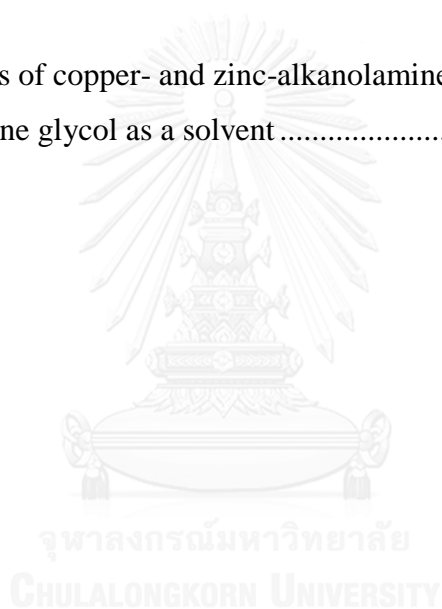 s of copper- and zinc-alkanolamine
ne glycol as a solvent .....................
จุฬาลงกรณ์มหาวิทยาลัย
CHULALONGKORN UNIVERSITY